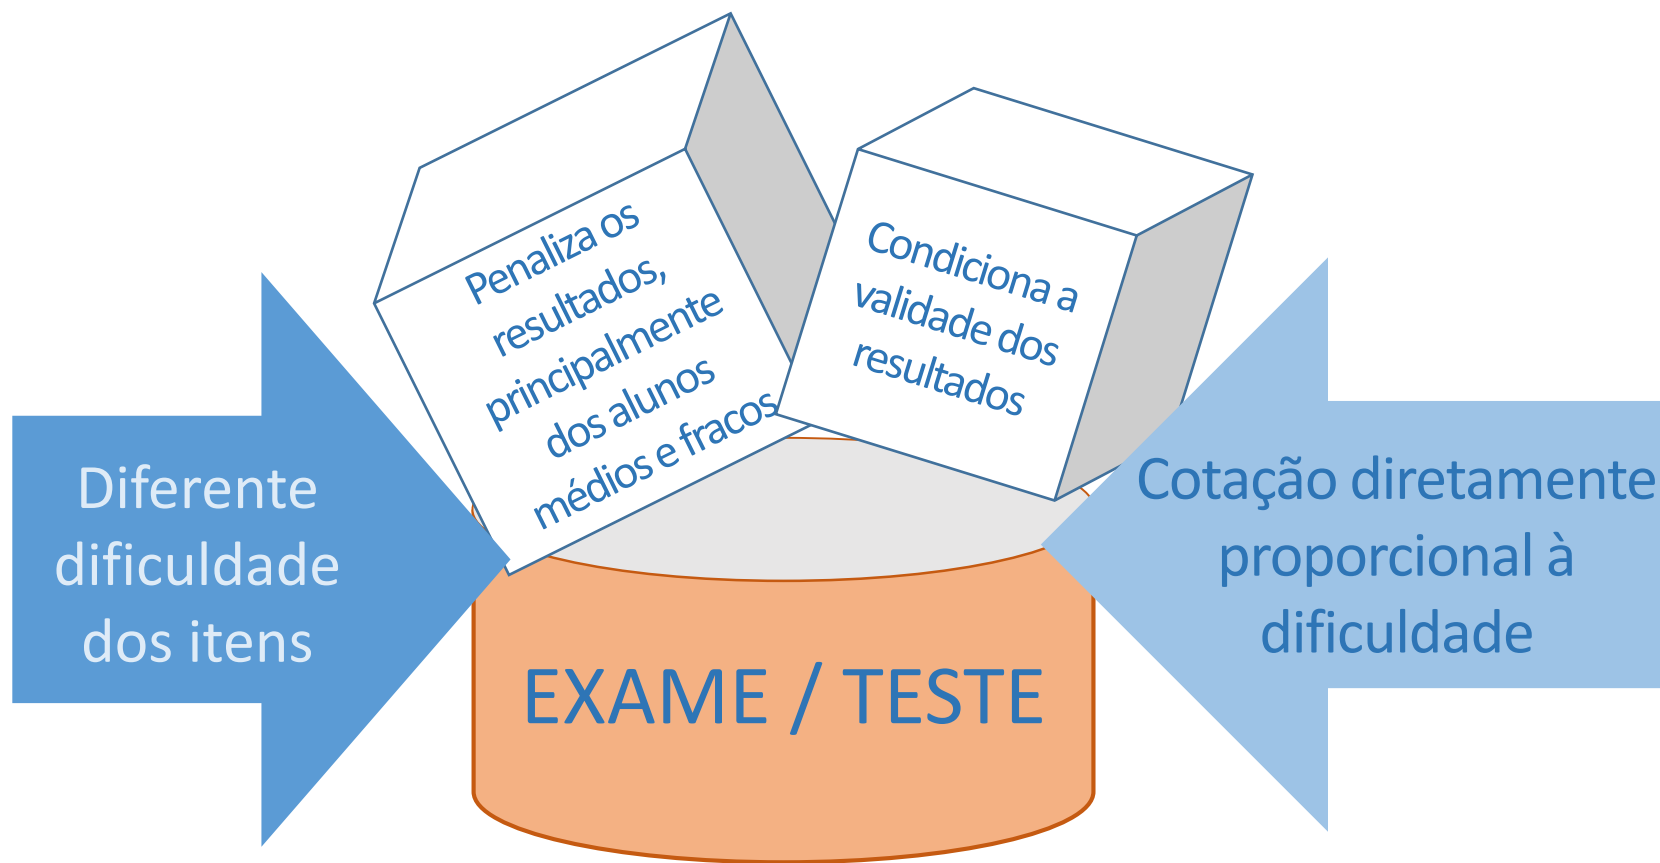 Penaliza os
resultados,
principalmente
dos alunos
médios e fracos
Condiciona a
validade dos
resultados
Diferente
dificuldade
dos itens
Cotação diretamente
proporcional à
dificuldade
EXAME / TESTE